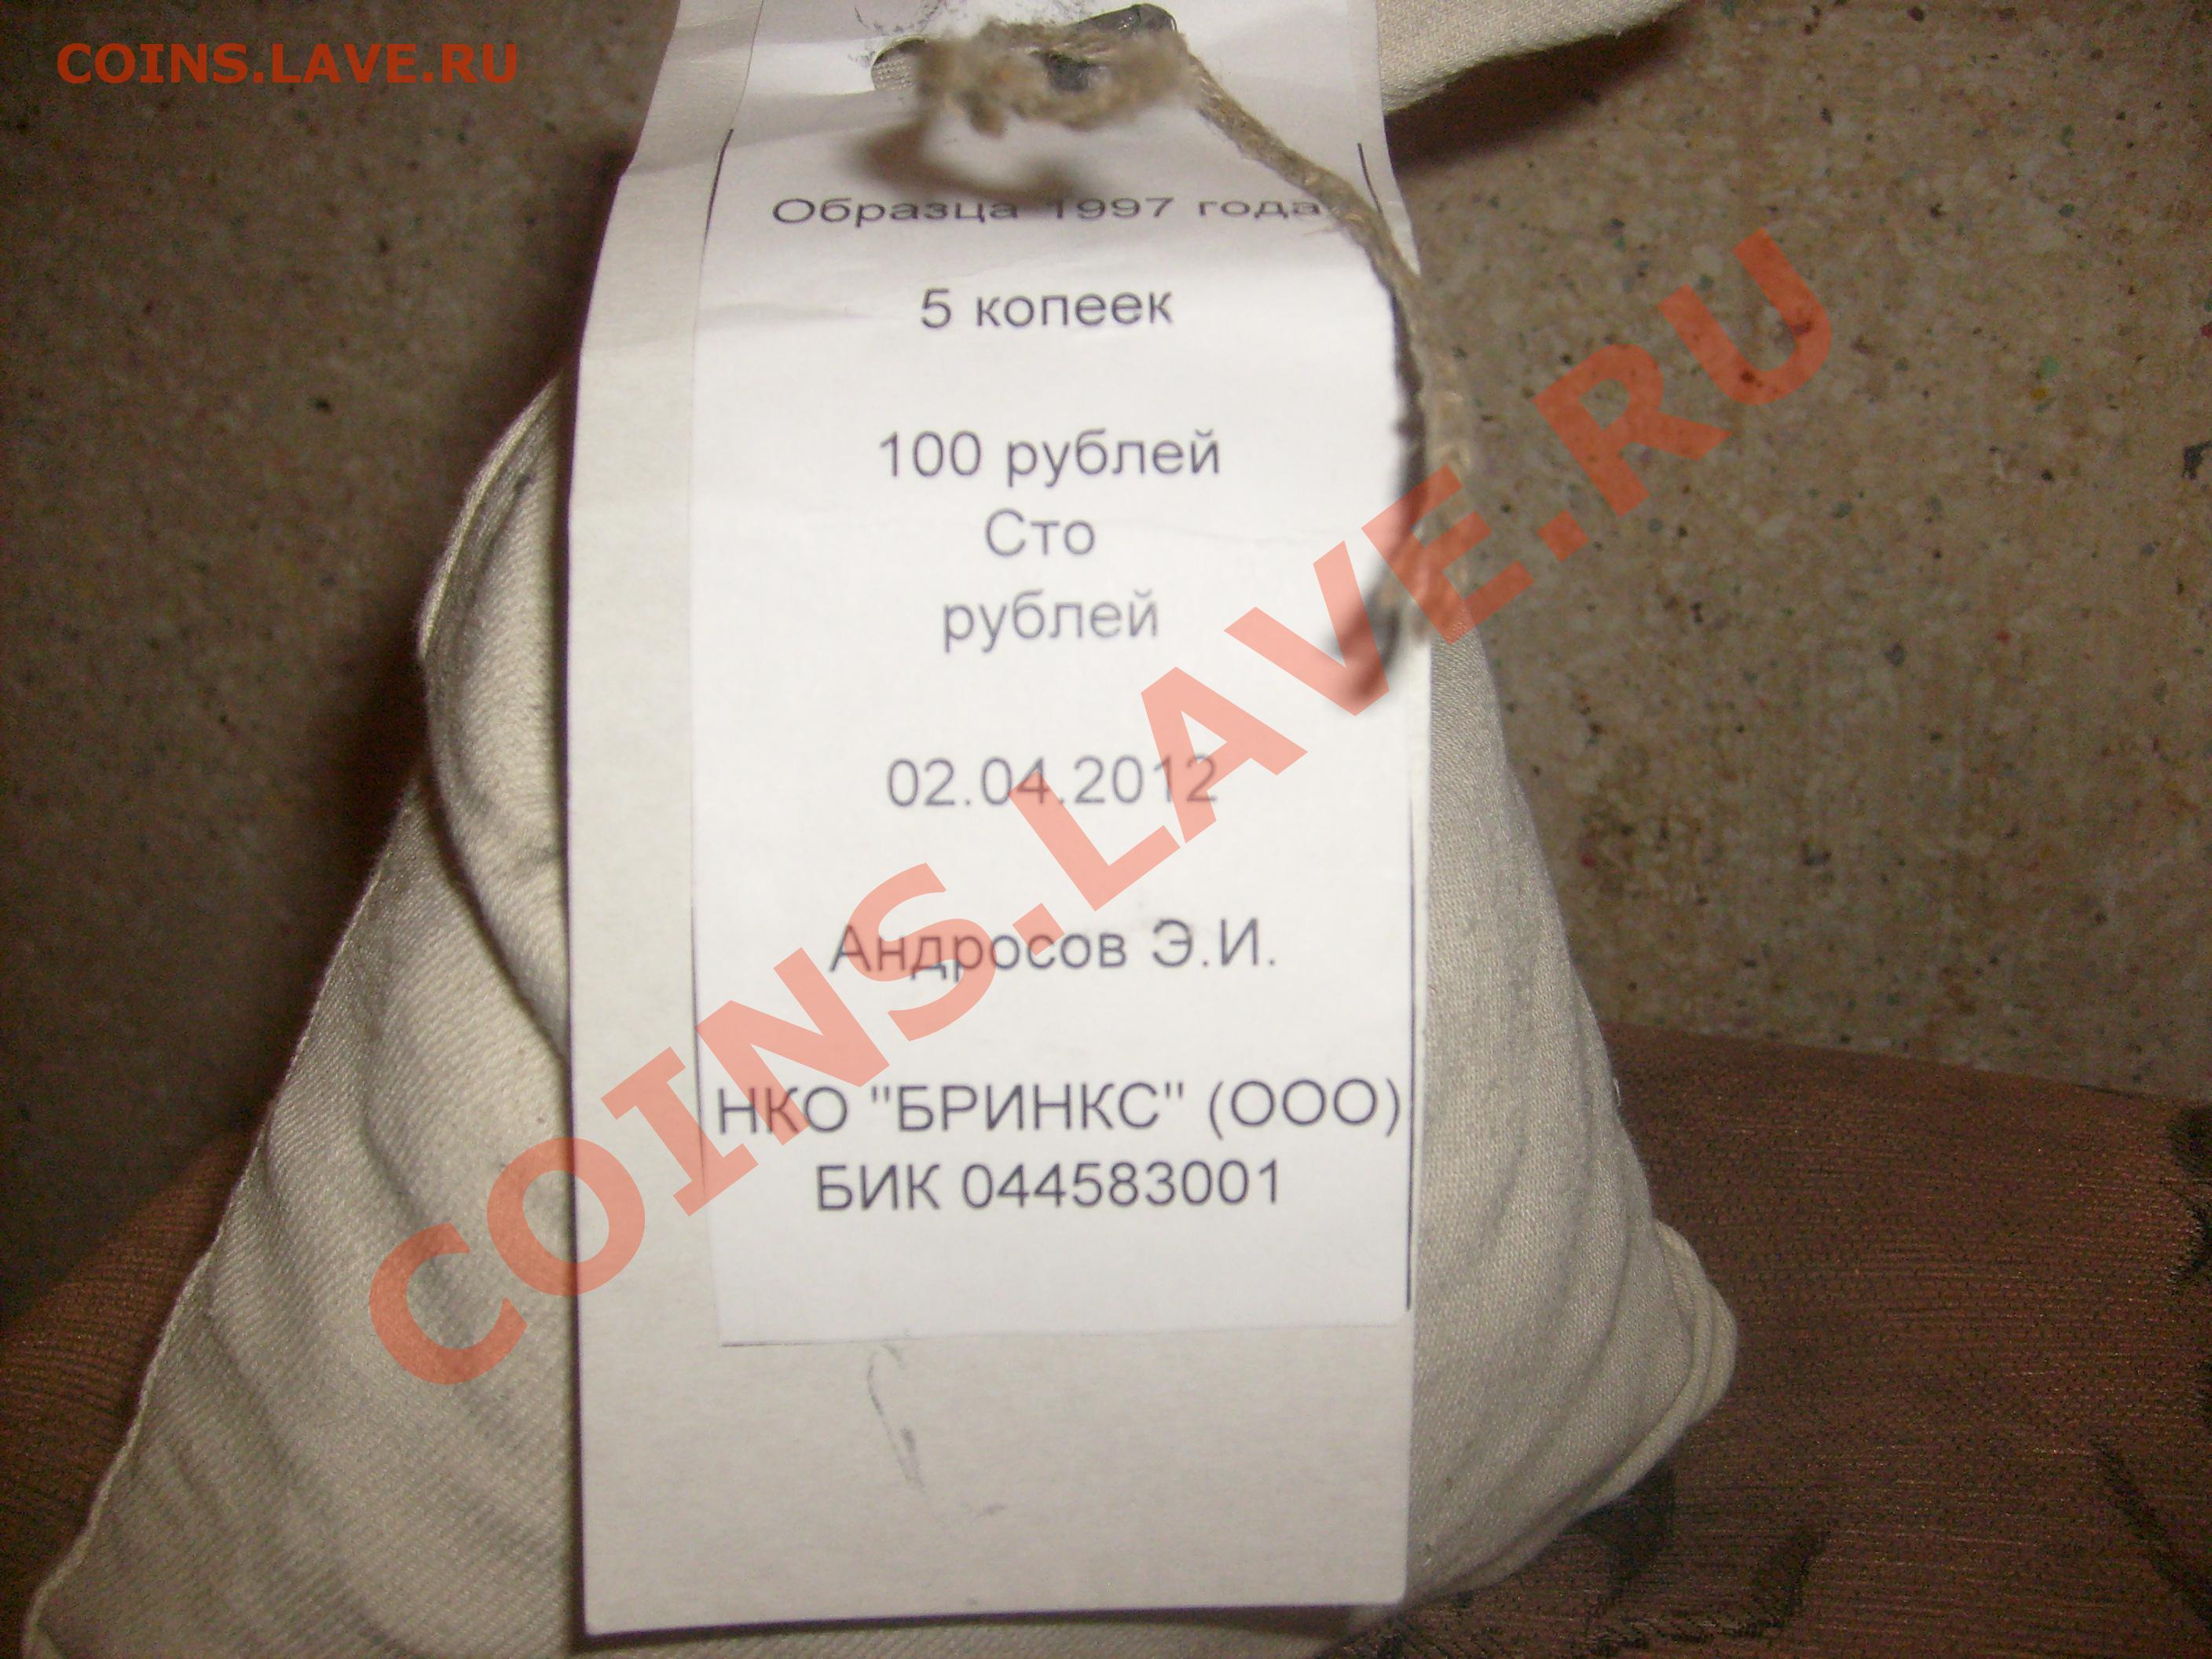 COINS.LAVE.RU
Образца 1997 года
5 копеек
100 рублей
Сто
рублей
02.04.2012
Андросов Э.И.
НКО "БРИНКС" (ООО)
БИК 044583001
COINS.LAVE.RU